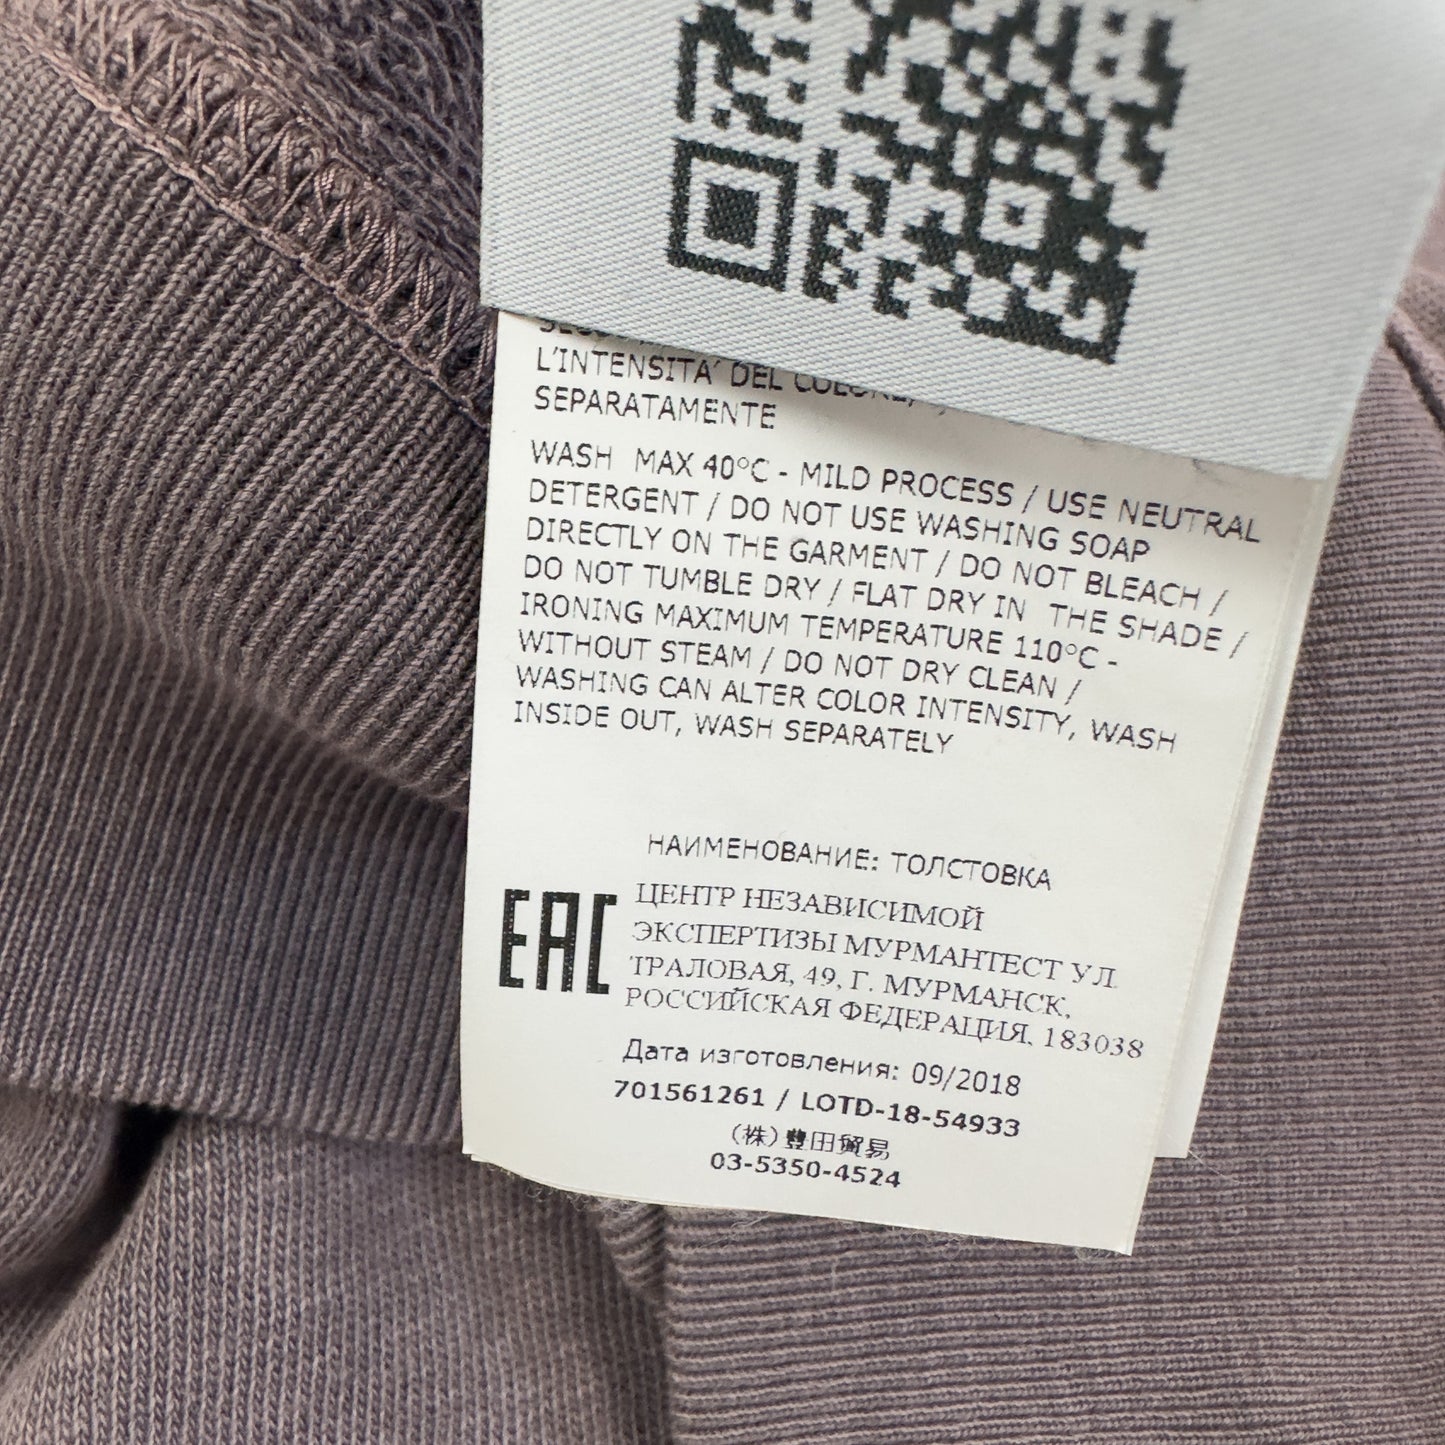 L'INTENSITA' DEL
SEPARATAMENTE
WASH MAX 40°C - MILD PROCESS / USE NEUTRAL
DETERGENT / DO NOT USE WASHING SOAP
DIRECTLY ON THE GARMENT / DO NOT BLEACH /
DO NOT TUMBLE DRY / FLAT DRY IN THE SHADE /
IRONING MAXIMUM TEMPERATURE 110°C -
WITHOUT STEAM / DO NOT DRY CLEAN /
WASHING CAN ALTER COLOR INTENSITY, WASH
INSIDE OUT, WASH SEPARATELY
НАИМЕНОВАНИЕ: ТОЛСТОВКА
EAC
ЦЕНТР НЕЗАВИСИМОЙ
ЭКСПЕРТИЗЫ МУРМАНТЕСТ УЛ.
ТРАЛОВАЯ, 49, Г. МУРМАНСК,
РОССИЙСКАЯ ФЕДЕРАЦИЯ, 183038
Дата изготовления: 09/2018
701561261 / LOTD-18-54933
(株)豊田貿易
03-5350-4524